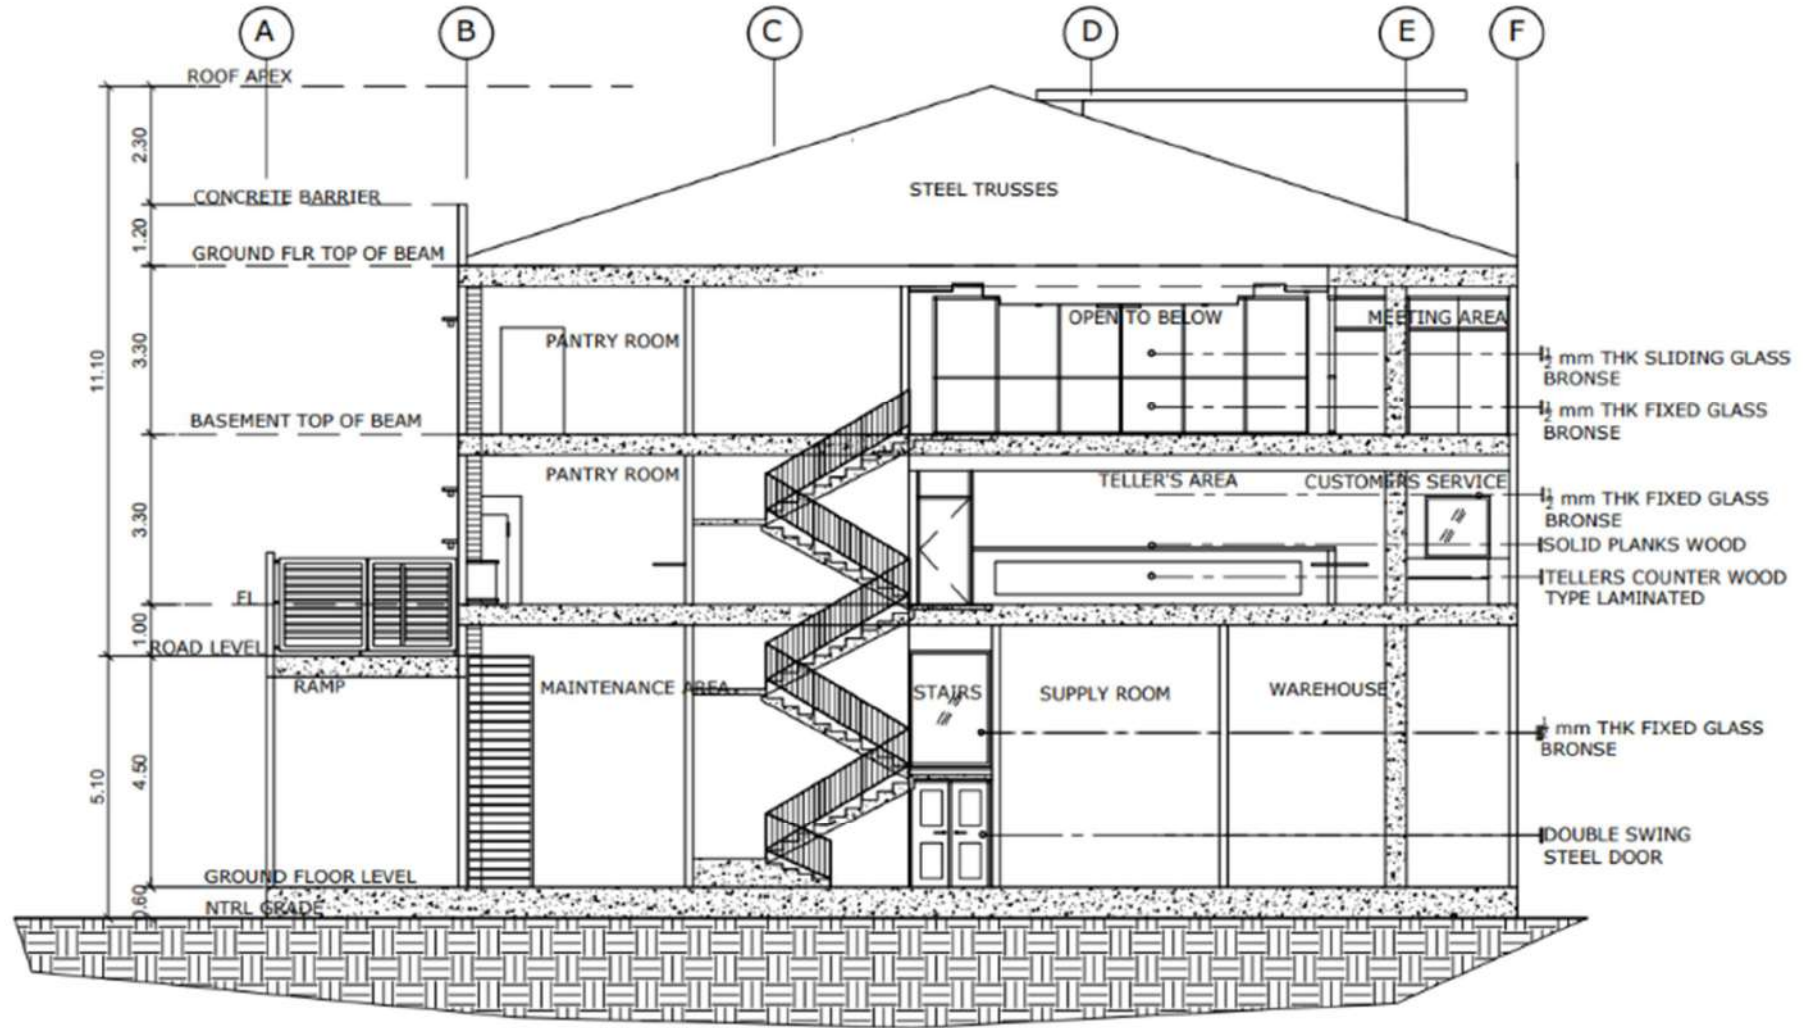 A
B
C
D
E
F
ROOF APEX
2.30
CONCRETE BARRIER
STEEL TRUSSES
1.20
GROUND FLR TOP OF BEAM
OPEN TO BELOW
MEETING AREA
PANTRY ROOM
3.30
11.10
mm THK SLIDING GLASS
BRONSE
mm THK FIXED GLASS
BRONSE
BASEMENT TOP OF BEAM
PANTRY ROOM
TELLER'S AREA
CUSTOMERS SERVICE
mm THK FIXED GLASS
BRONSE
3.30
SOLID PLANKS WOOD
TELLERS COUNTER WOOD
TYPE LAMINATED
1.00
ROAD LEVEL
RAMP
MAINTENANCE AREA
STAIRS
SUPPLY ROOM
WAREHOUSE
mm THK FIXED GLASS
BRONSE
4.50
5.10
DOUBLE SWING
STEEL DOOR
GROUND FLOOR LEVEL
0.60
NTRL GRADE